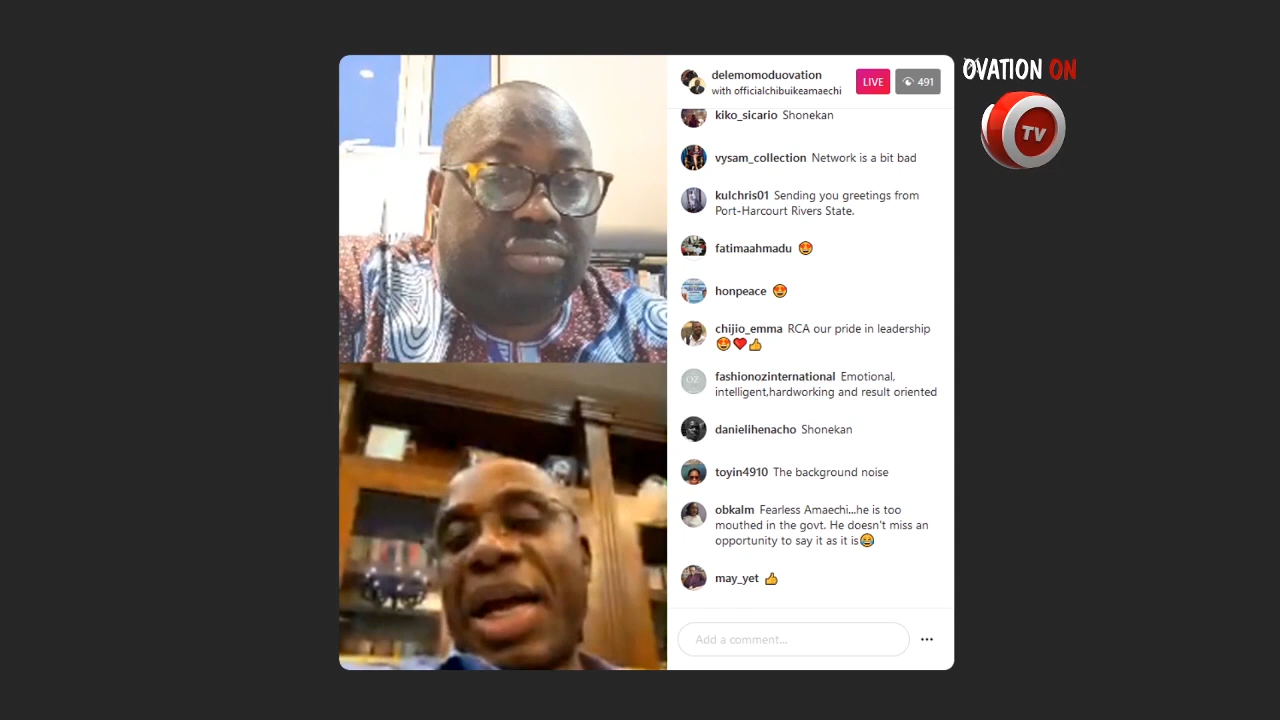 OVATION ON
TV
delemomoduovation
with officialchibuikeamaechi
LIVE
491
kiko_sicario Shonekan
vysam_collection Network is a bit bad
kulchris01 Sending you greetings from
Port-Harcourt Rivers State.
fatimaahmadu 😍
honpeace 😍
chijio_emma RCA our pride in leadership
😍❤️👍
fashionozinternational Emotional,
intelligent,hardworking and result oriented
danielihenacho Shonekan
toyin4910 The background noise
obkalm Fearless Amaechi...he is too
mouthed in the govt. He doesn't miss an
opportunity to say it as it is😂
may_yet 👍
Add a comment...
OZ